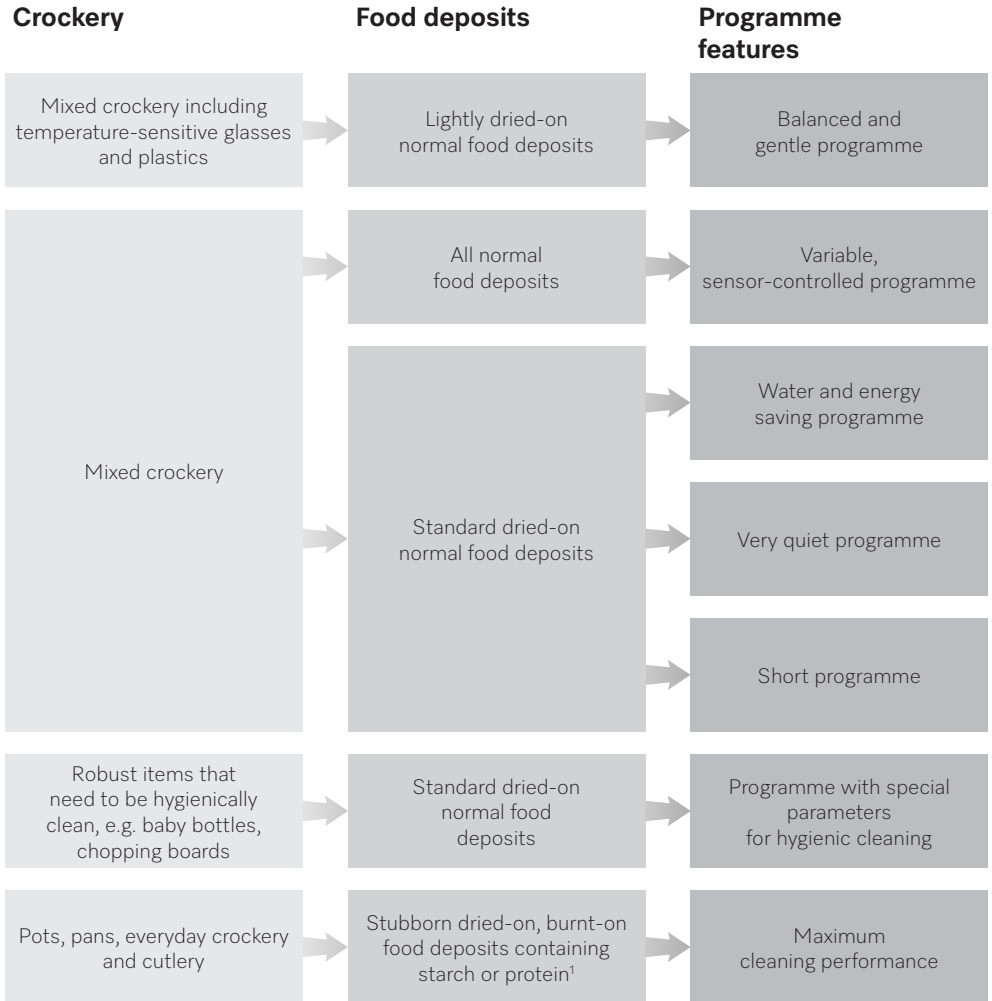 Crockery
Food deposits
Programme
features
Mixed crockery including
temperature-sensitive glasses
and plastics
Lightly dried-on
normal food deposits
Balanced and
gentle programme
Mixed crockery
All normal
food deposits
Variable,
sensor-controlled programme
Standard dried-on
normal food deposits
Water and energy
saving programme
Very quiet programme
Short programme
Robust items that
need to be hygienically
clean, e.g. baby bottles,
chopping boards
Standard dried-on
normal food
deposits
Programme with special
parameters
for hygienic cleaning
Pots, pans, everyday crockery
and cutlery
Stubborn dried-on, burnt-on
food deposits containing
starch or protein¹
Maximum
cleaning performance